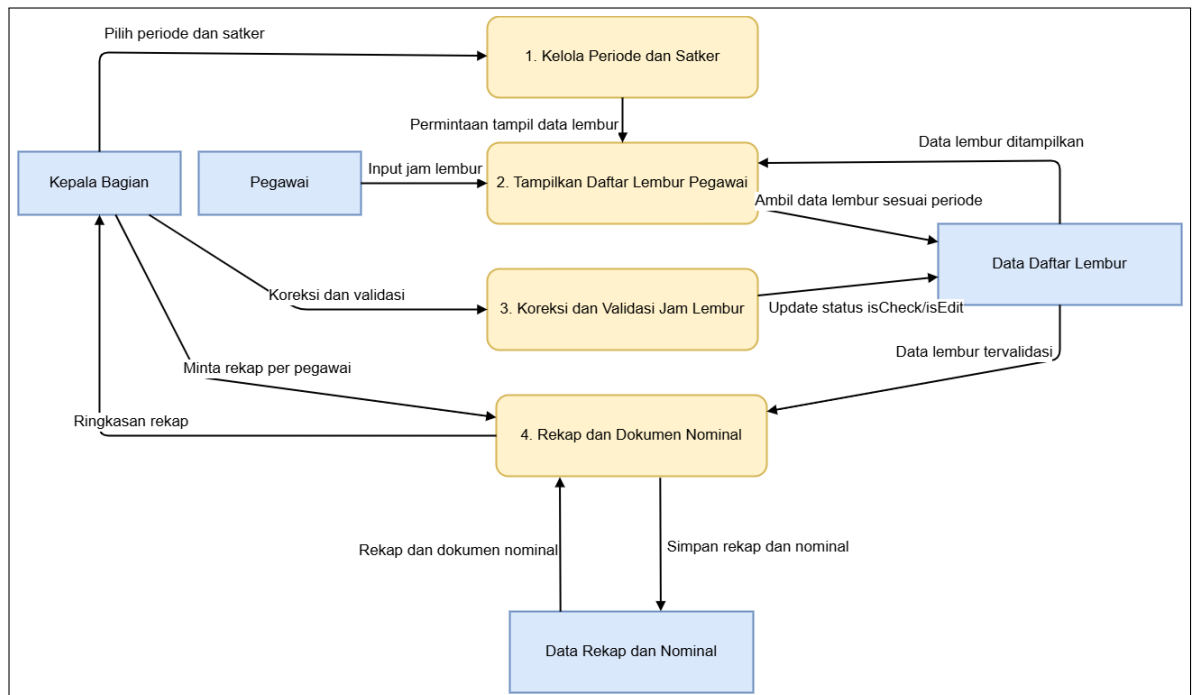 Pilih periode dan satker
1. Kelola Periode dan Satker
Permintaan tampil data lembur
Data lembur ditampilkan
Kepala Bagian
Pegawai
Input jam lembur
2. Tampilkan Daftar Lembur Pegawai
Ambil data lembur sesuai periode
Data Daftar Lembur
Koreksi dan validasi
3. Koreksi dan Validasi Jam Lembur
Update status isCheck/isEdit
Data lembur tervalidasi
Minta rekap per pegawai
Ringkasan rekap
4. Rekap dan Dokumen Nominal
Rekap dan dokumen nominal
Simpan rekap dan nominal
Data Rekap dan Nominal